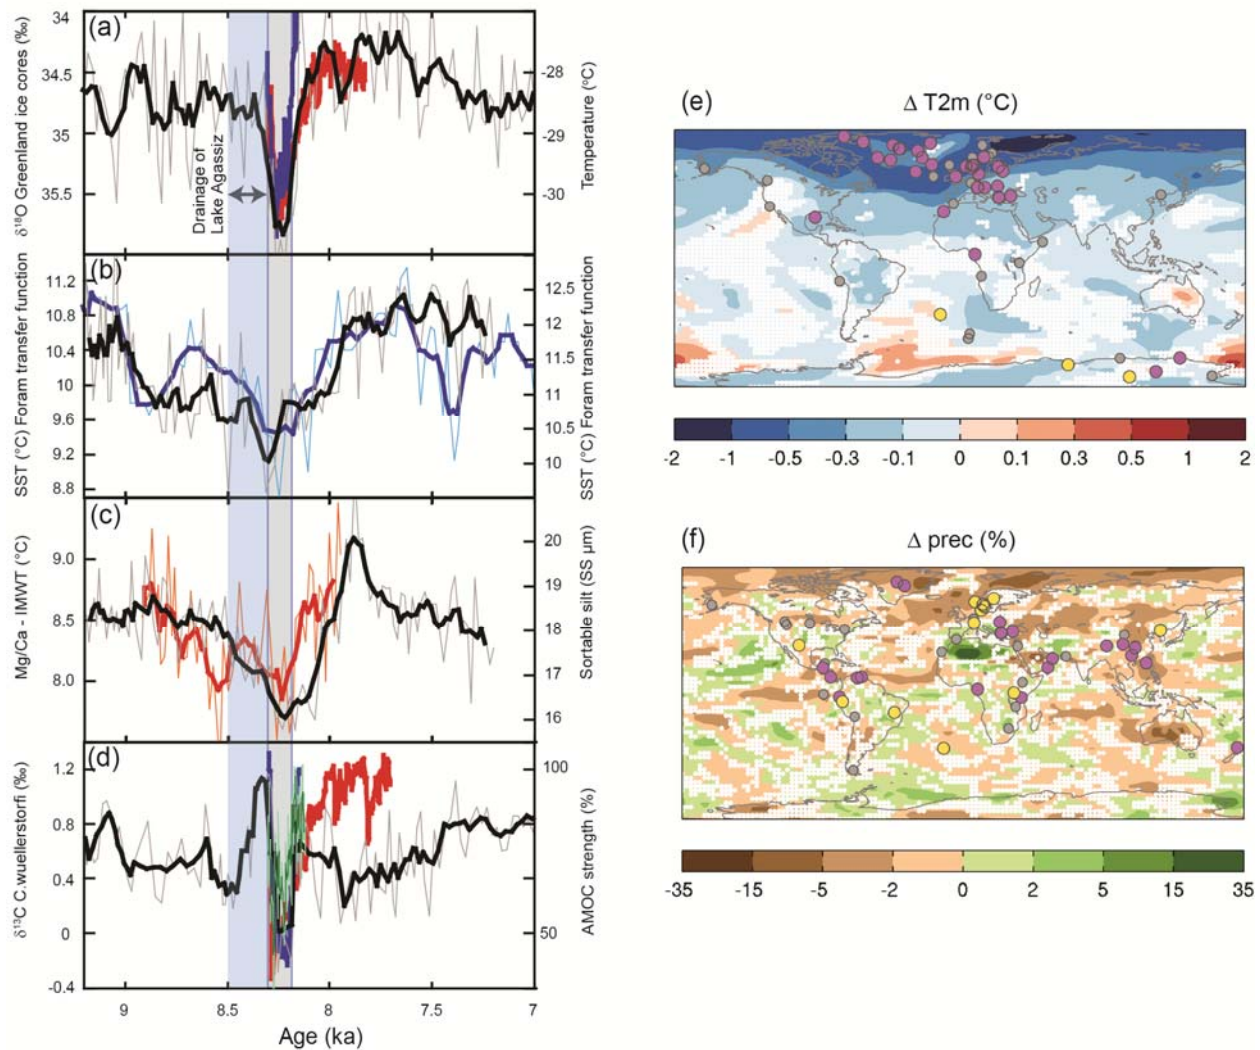 (a)
34
34.5
35
35.5
δ¹⁸O Greenland ice cores (‰)
-28
-29
-30
Temperature (°C)
Drainage of
Lake Agassiz
(b)
11.2
10.8
10.4
10
9.6
9.2
8.8
SST (°C) Foram transfer function
12.5
12
11.5
11
10.5
10
SST (°C) Foram transfer function
(c)
9.0
8.5
8.0
Mg/Ca - IMWT (°C)
20
19
18
17
16
Sortable silt (SS μm)
(d)
1.2
0.8
0.4
0
-0.4
δ¹³C C.wuellerstorfi (‰)
100
50
AMOC strength (%)
9 8.5 8 7.5 7
Age (ka)
(e) Δ T2m (°C)
-2 -1 -0.5 -0.3 -0.1 0 0.1 0.3 0.5 1 2
(f) Δ prec (%)
-35 -15 -5 -2 0 2 5 15 35